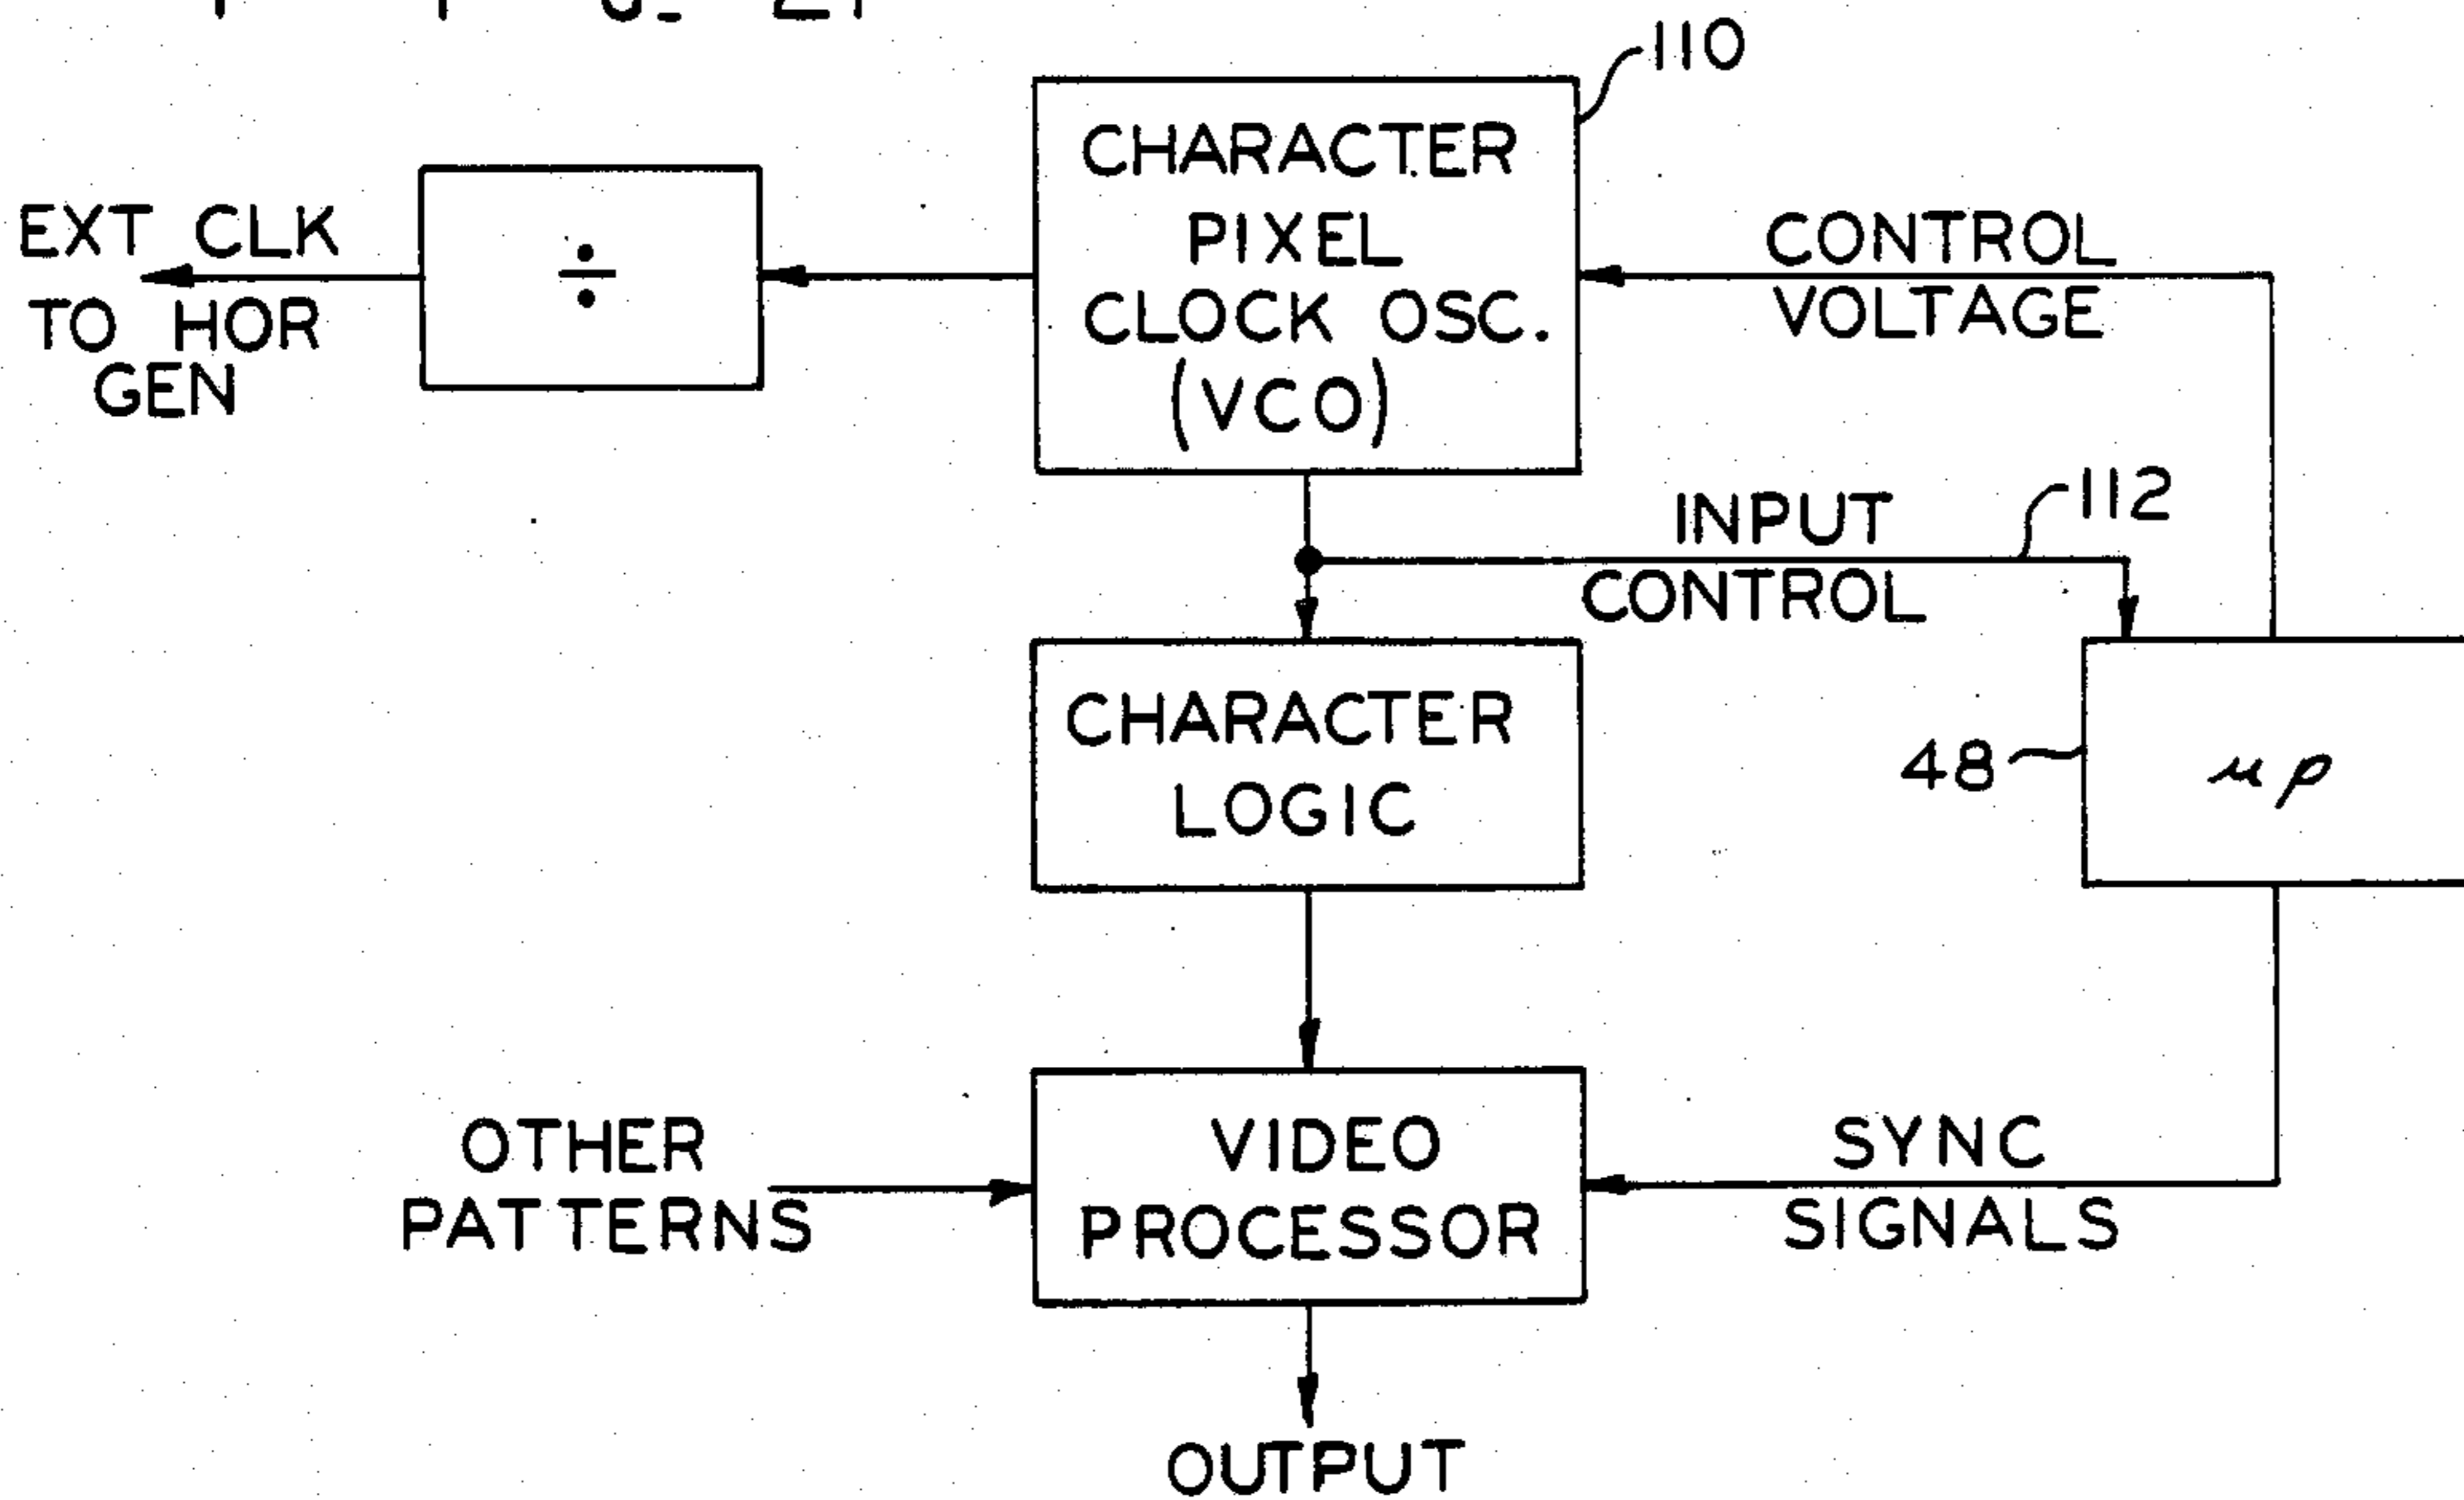 110
CHARACTER
PIXEL
CLOCK OSC.
(VCO)
EXT CLK
TO HOR
GEN
÷
CONTROL
VOLTAGE
INPUT
CONTROL
112
CHARACTER
LOGIC
48
μp
OTHER
PATTERNS
VIDEO
PROCESSOR
SYNC
SIGNALS
OUTPUT